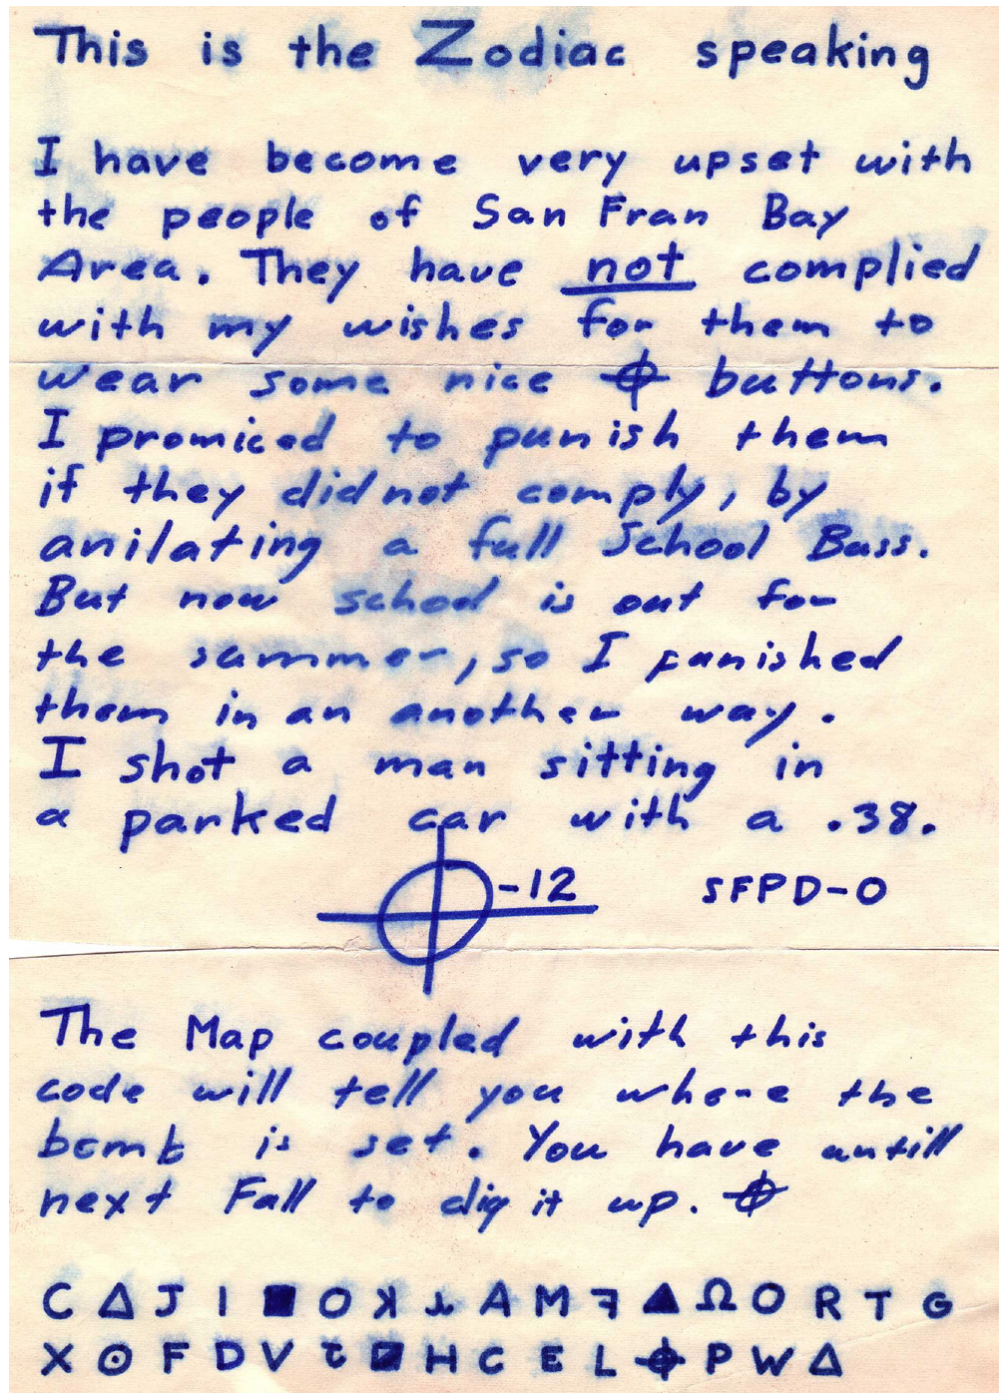 This is the Zodiac speaking
I have become very upset with
the people of San Fran Bay
Area. They have not complied
with my wishes for them to
wear some nice ⌖ buttons.
I promiced to punish them
if they did not comply, by
anilating a full School Buss.
But now school is out for
the summer, so I punished
them in an another way.
I shot a man sitting in
a parked car with a .38.
⌖-12 SFPD-0
The Map coupled with this
code will tell you where the
bomb is set. You have untill
next Fall to dig it up. ⌖
C Δ J I ■ O ꓘ A M ꟻ ▲ Ω O R T G
X ⊙ F D V ◪ H C E L ⌖ P W Δ